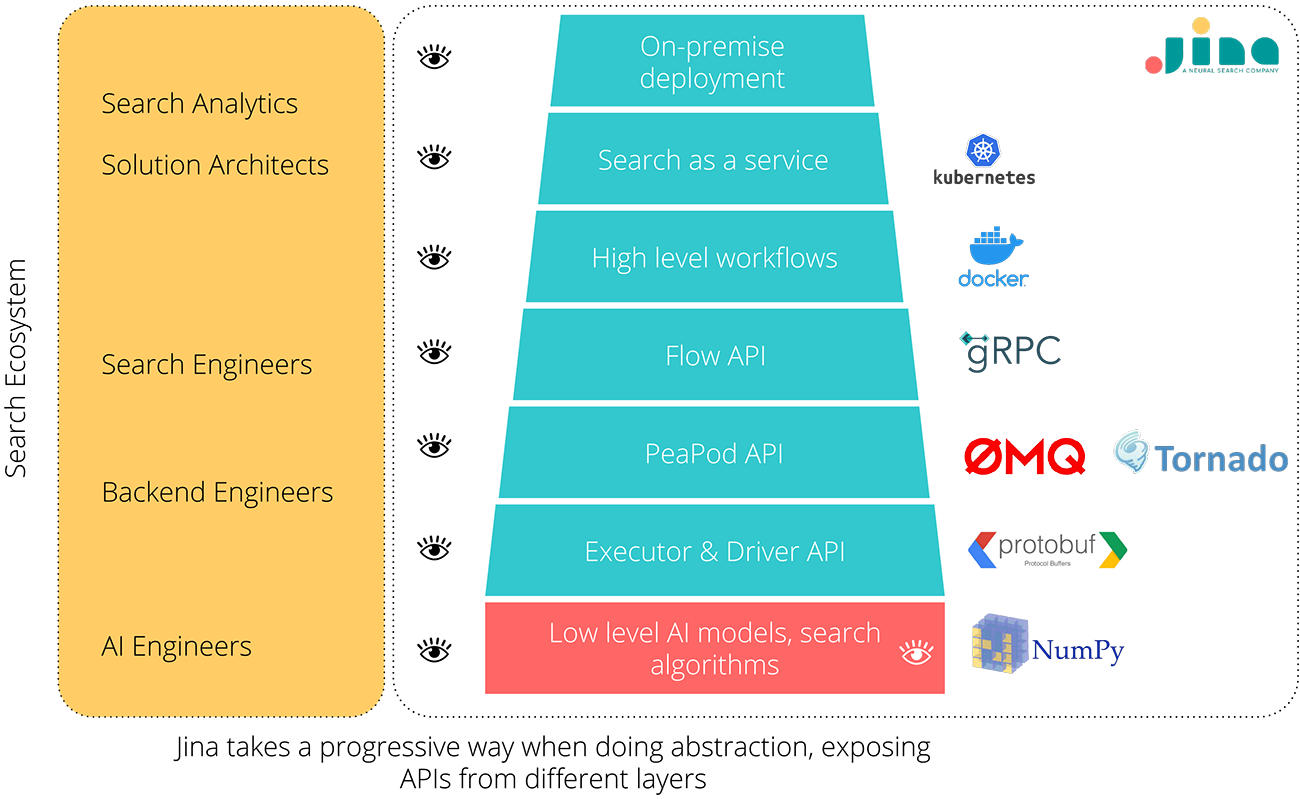 Search Ecosystem
Search Analytics
Solution Architects
Search Engineers
Backend Engineers
AI Engineers
On-premise
deployment
Search as a service
High level workflows
Flow API
PeaPod API
Executor & Driver API
Low level AI models, search
algorithms
Jina
A NEURAL SEARCH COMPANY
kubernetes
docker
gRPC
ØMQ
Tornado
protobuf
Protocol Buffers
NumPy
Jina takes a progressive way when doing abstraction, exposing
APIs from different layers